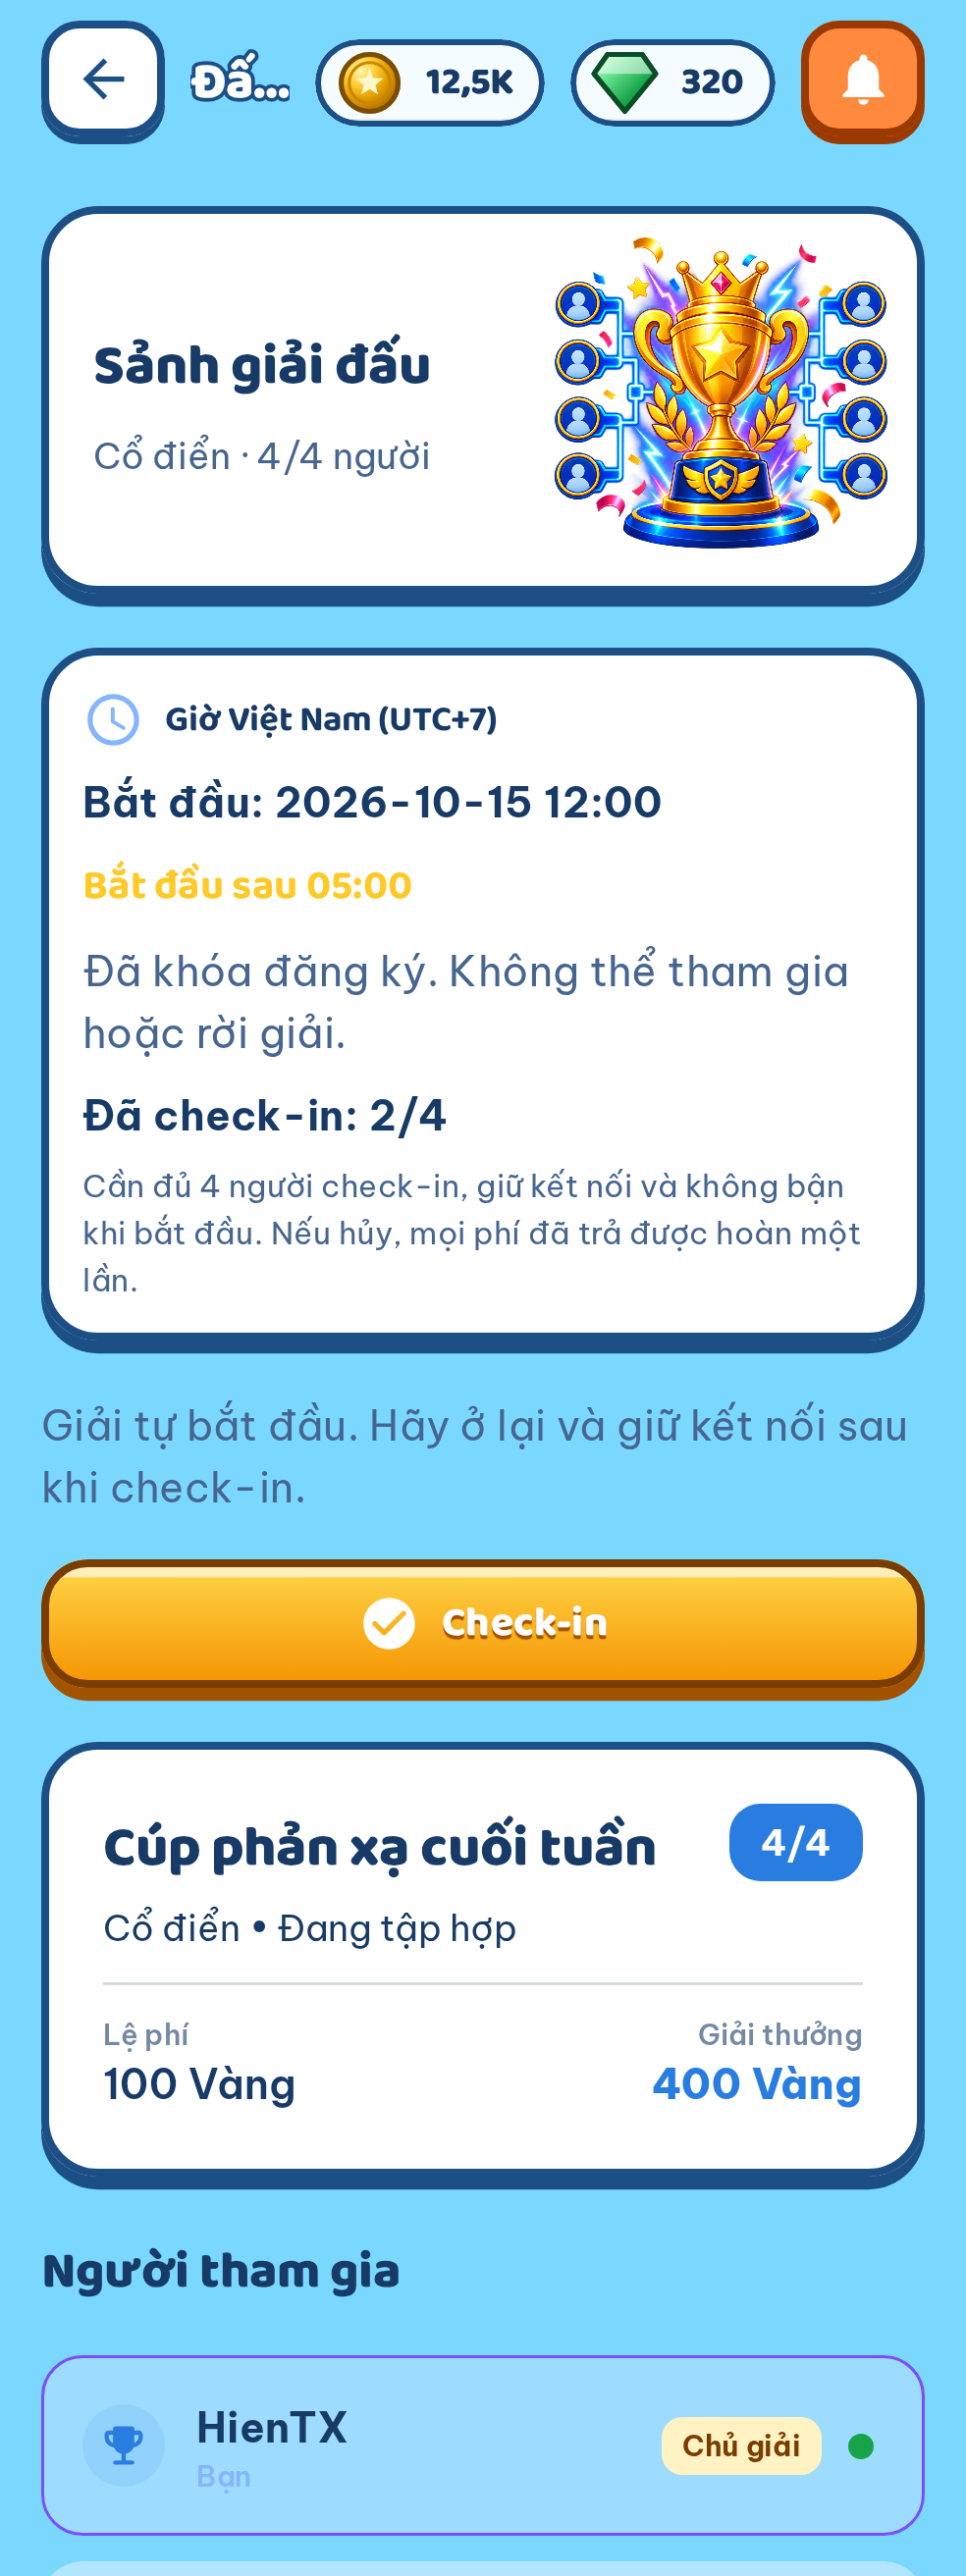 Đấ...
12,5K
320
Sảnh giải đấu
Cổ điển · 4/4 người
Giờ Việt Nam (UTC+7)
Bắt đầu: 2026-10-15 12:00
Bắt đầu sau 05:00
Đã khóa đăng ký. Không thể tham gia
hoặc rời giải.
Đã check-in: 2/4
Cần đủ 4 người check-in, giữ kết nối và không bận
khi bắt đầu. Nếu hủy, mọi phí đã trả được hoàn một
lần.
Giải tự bắt đầu. Hãy ở lại và giữ kết nối sau
khi check-in.
Check-in
Cúp phản xạ cuối tuần
4/4
Cổ điển • Đang tập hợp
Lệ phí
Giải thưởng
100 Vàng
400 Vàng
Người tham gia
HienTX
Chủ giải
Bạn